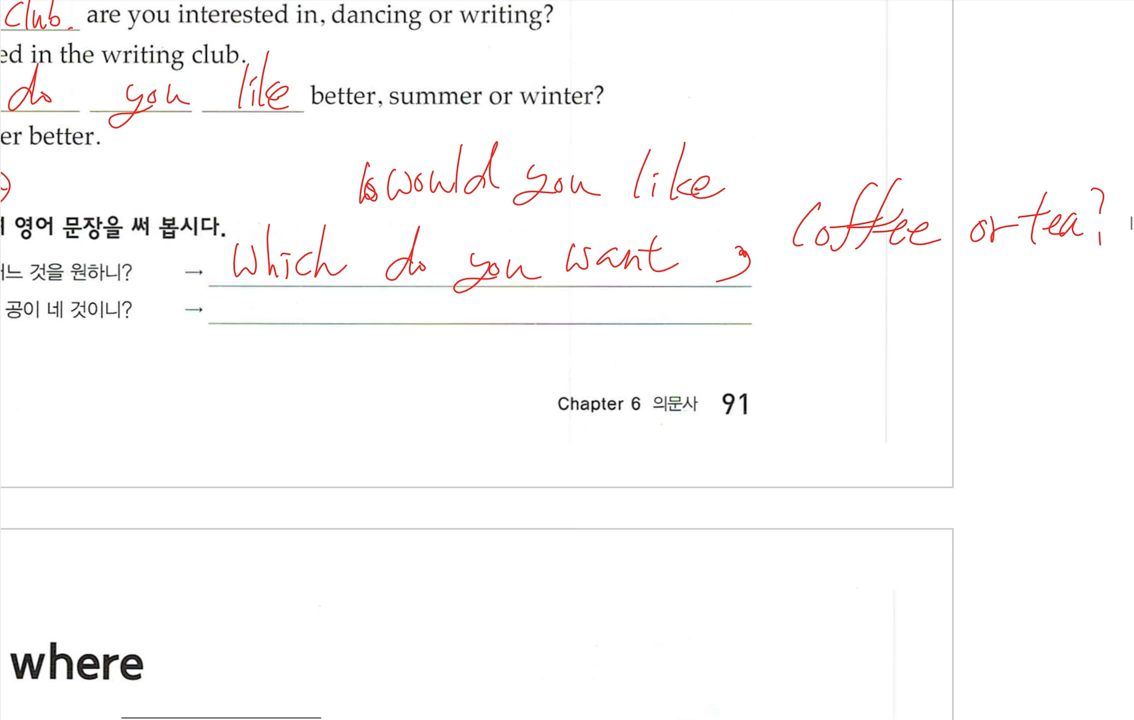 Club. are you interested in, dancing or writing?
ed in the writing club.
do you like better, summer or winter?
er better.
would you like
영어 문장을 써 봅시다.
느 것을 원하니? → Which do you want , coffee or tea?
공이 네 것이니? →
Chapter 6 의문사 91
where